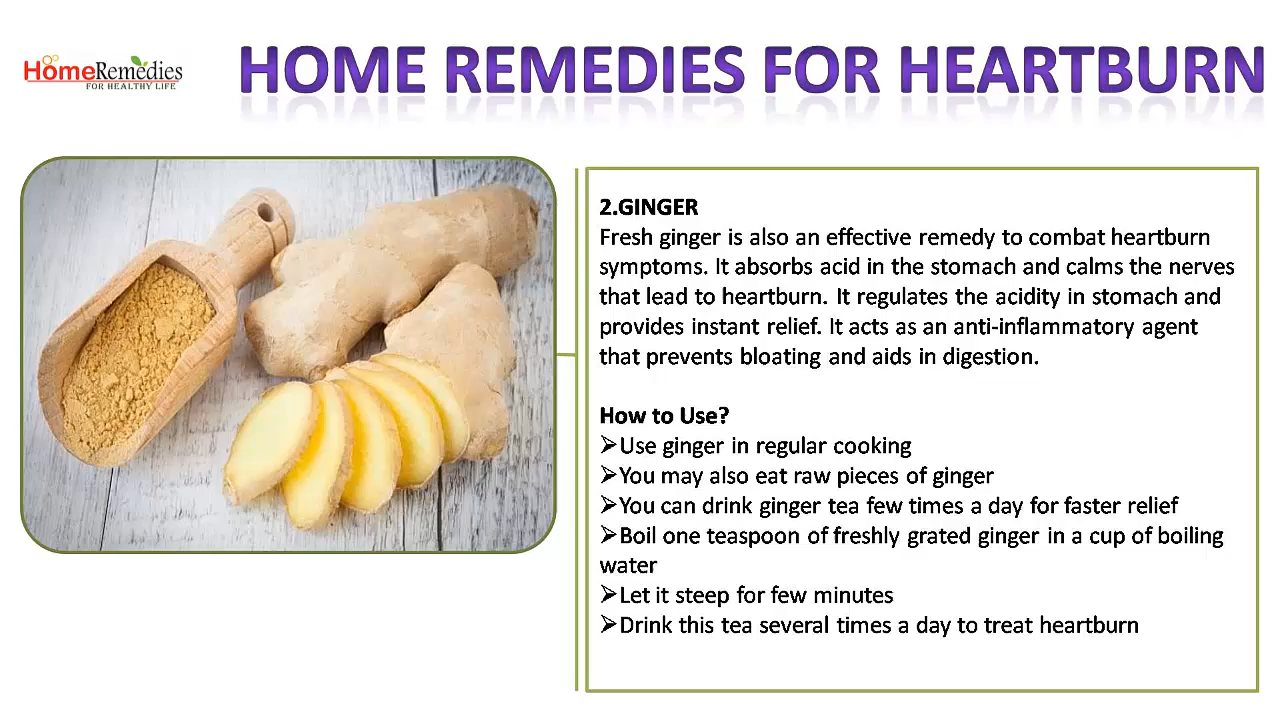 HomeRemedies
FOR HEALTHY LIFE
HOME REMEDIES FOR HEARTBURN
2.GINGER
Fresh ginger is also an effective remedy to combat heartburn
symptoms. It absorbs acid in the stomach and calms the nerves
that lead to heartburn. It regulates the acidity in stomach and
provides instant relief. It acts as an anti-inflammatory agent
that prevents bloating and aids in digestion.
How to Use?
➢Use ginger in regular cooking
➢You may also eat raw pieces of ginger
➢You can drink ginger tea few times a day for faster relief
➢Boil one teaspoon of freshly grated ginger in a cup of boiling
water
➢Let it steep for few minutes
➢Drink this tea several times a day to treat heartburn